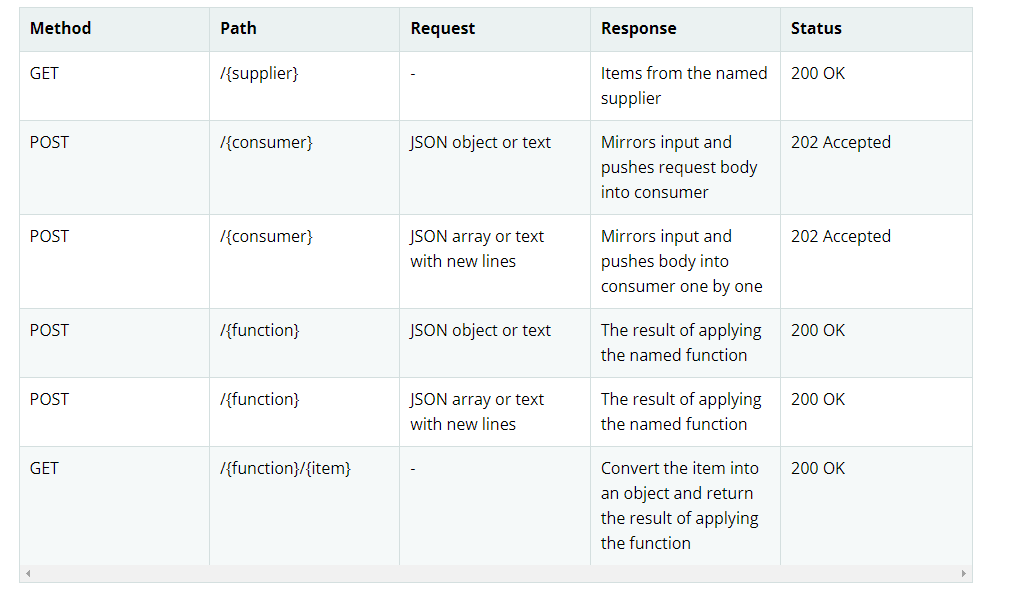 Method Path Request Response Status
GET /{supplier} - Items from the named 200 OK
supplier
POST /{consumer} JSON object or text Mirrors input and 202 Accepted
pushes request body
into consumer
POST /{consumer} JSON array or text Mirrors input and 202 Accepted
with new lines pushes body into
consumer one by one
POST /{function} JSON object or text The result of applying 200 OK
the named function
POST /{function} JSON array or text The result of applying 200 OK
with new lines the named function
GET /{function}/{item} - Convert the item into 200 OK
an object and return
the result of applying
the function